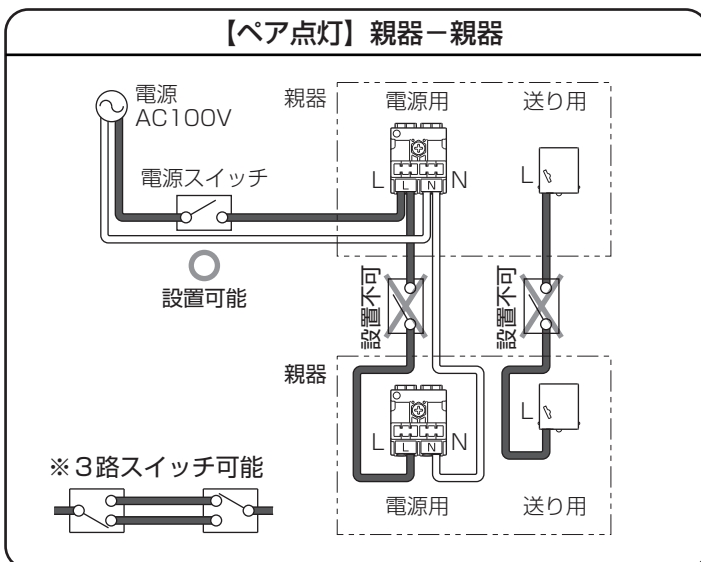 【ペア点灯】親器－親器
電源
AC100V
親器
電源用
送り用
電源スイッチ
L
L
N
N
L
設置可能
設置不可
設置不可
親器
L
L
N
N
L
※3路スイッチ可能
電源用
送り用